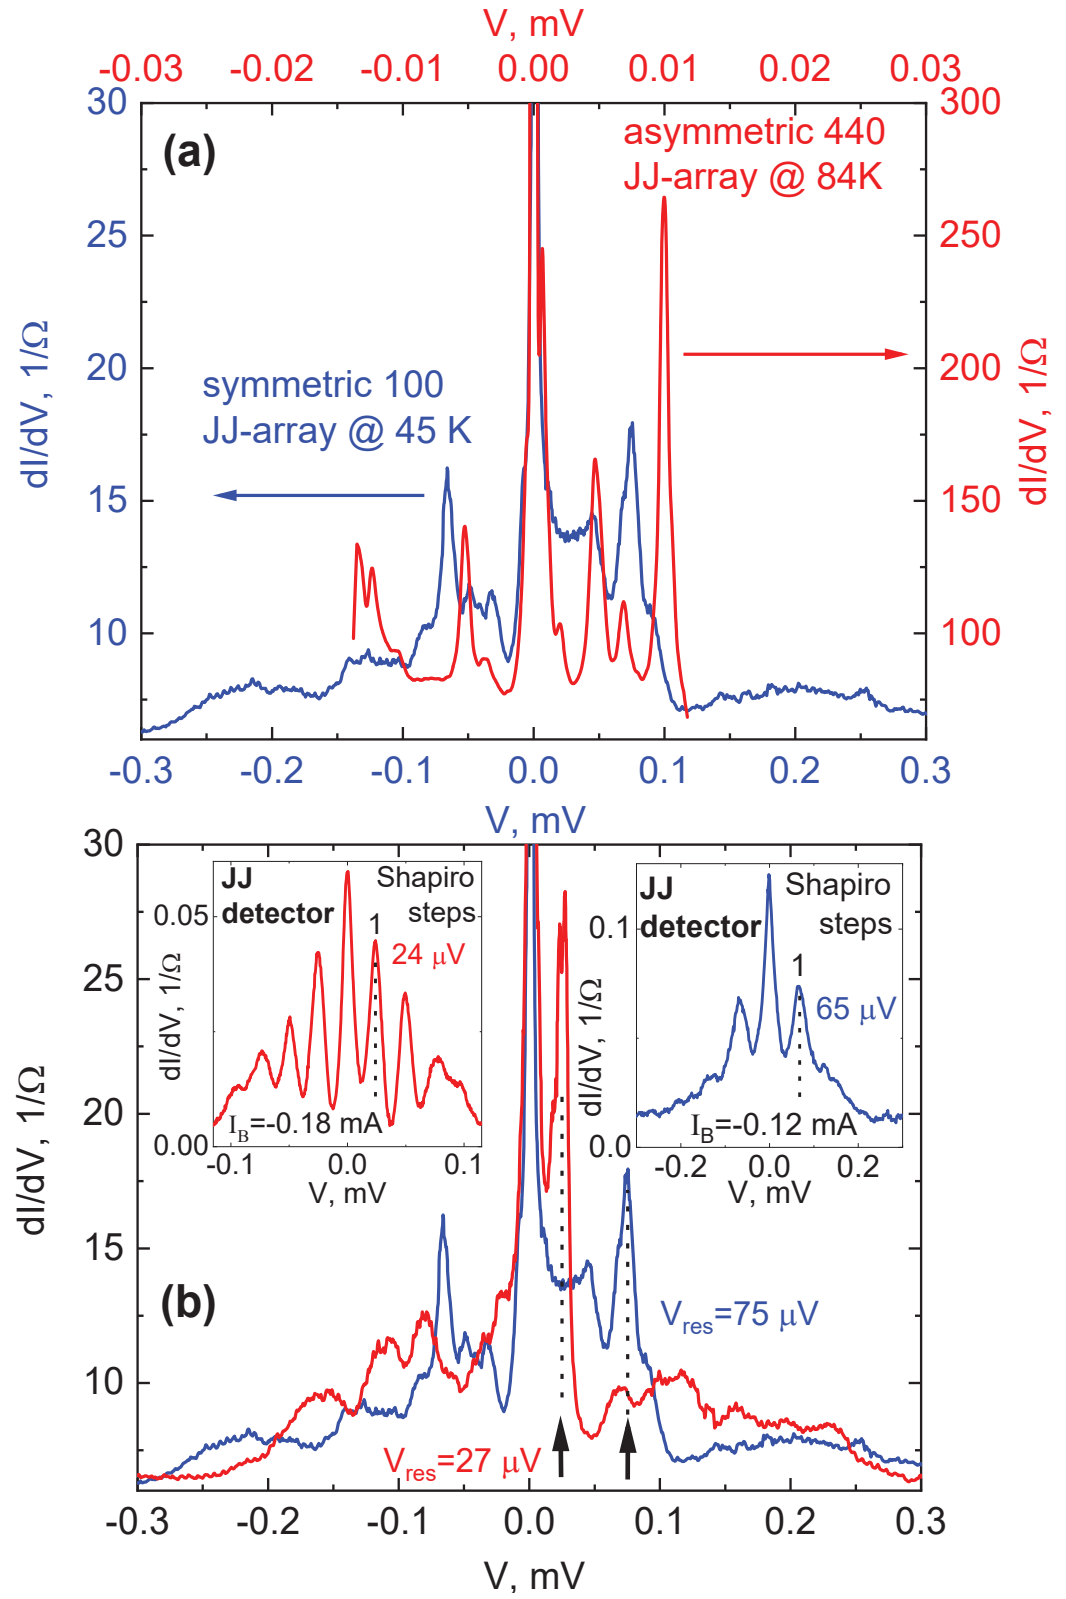 V, mV
-0.03 -0.02 -0.01 0.00 0.01 0.02 0.03
30 300
(a)
asymmetric 440
JJ-array @ 84K
25 250
20 200
symmetric 100
JJ-array @ 45 K
dI/dV, 1/Ω
dI/dV, 1/Ω
15 150
10 100
-0.3 -0.2 -0.1 0.0 0.1 0.2 0.3
V, mV
30
JJ
detector
Shapiro
steps
1
24 μV
0.05
0.00
dI/dV, 1/Ω
I_B=-0.18 mA
-0.1 0.0 0.1
V, mV
JJ
detector
Shapiro
steps
1
65 μV
0.1
0.0
dI/dV, 1/Ω
I_B=-0.12 mA
-0.2 0.0 0.2
V, mV
25
20
dI/dV, 1/Ω
15
(b)
V_res=75 μV
10
V_res=27 μV
-0.3 -0.2 -0.1 0.0 0.1 0.2 0.3
V, mV